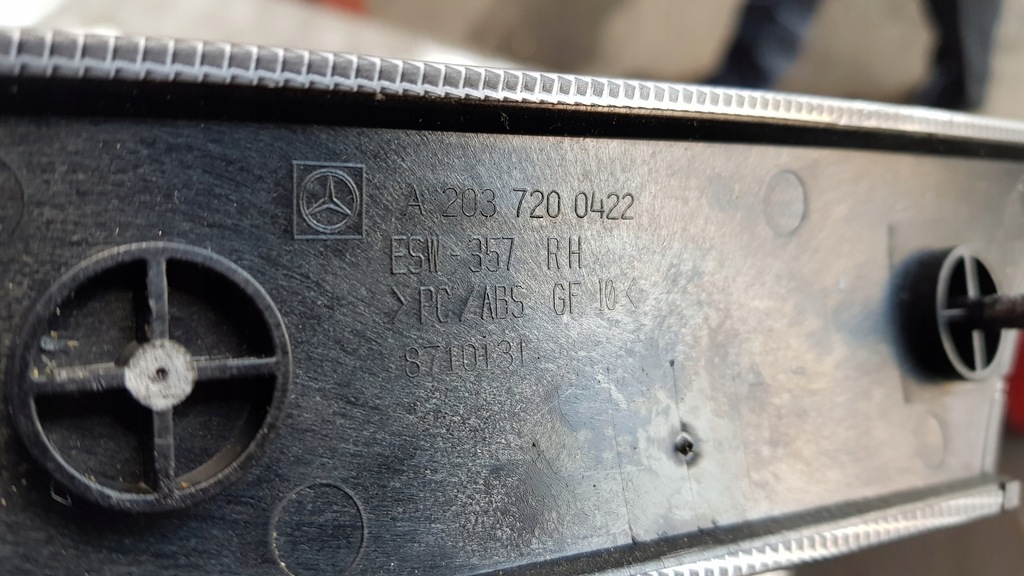 A 203 720 0422
ESW-357 RH
>PC/ABS GF 10<
8710131